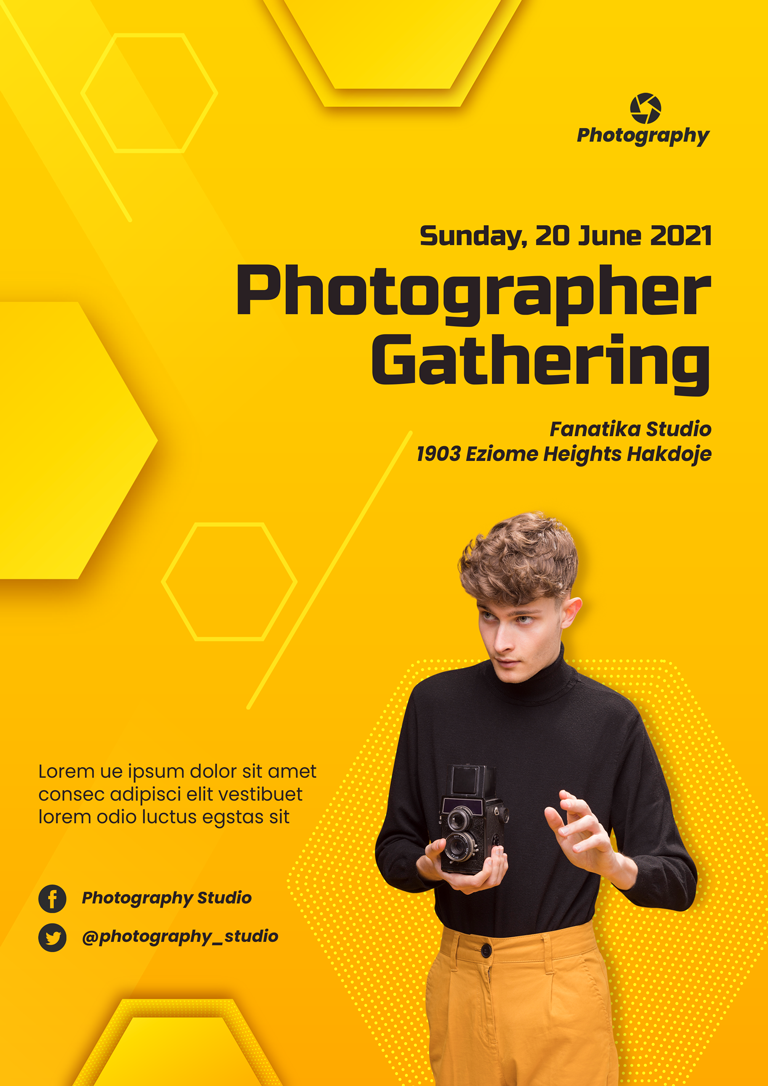 Photography
Sunday, 20 June 2021
Photographer
Gathering
Fanatika Studio
1903 Eziome Heights Hakdoje
Lorem ue ipsum dolor sit amet
consec adipisci elit vestibuet
lorem odio luctus egstas sit
Photography Studio
@photography_studio